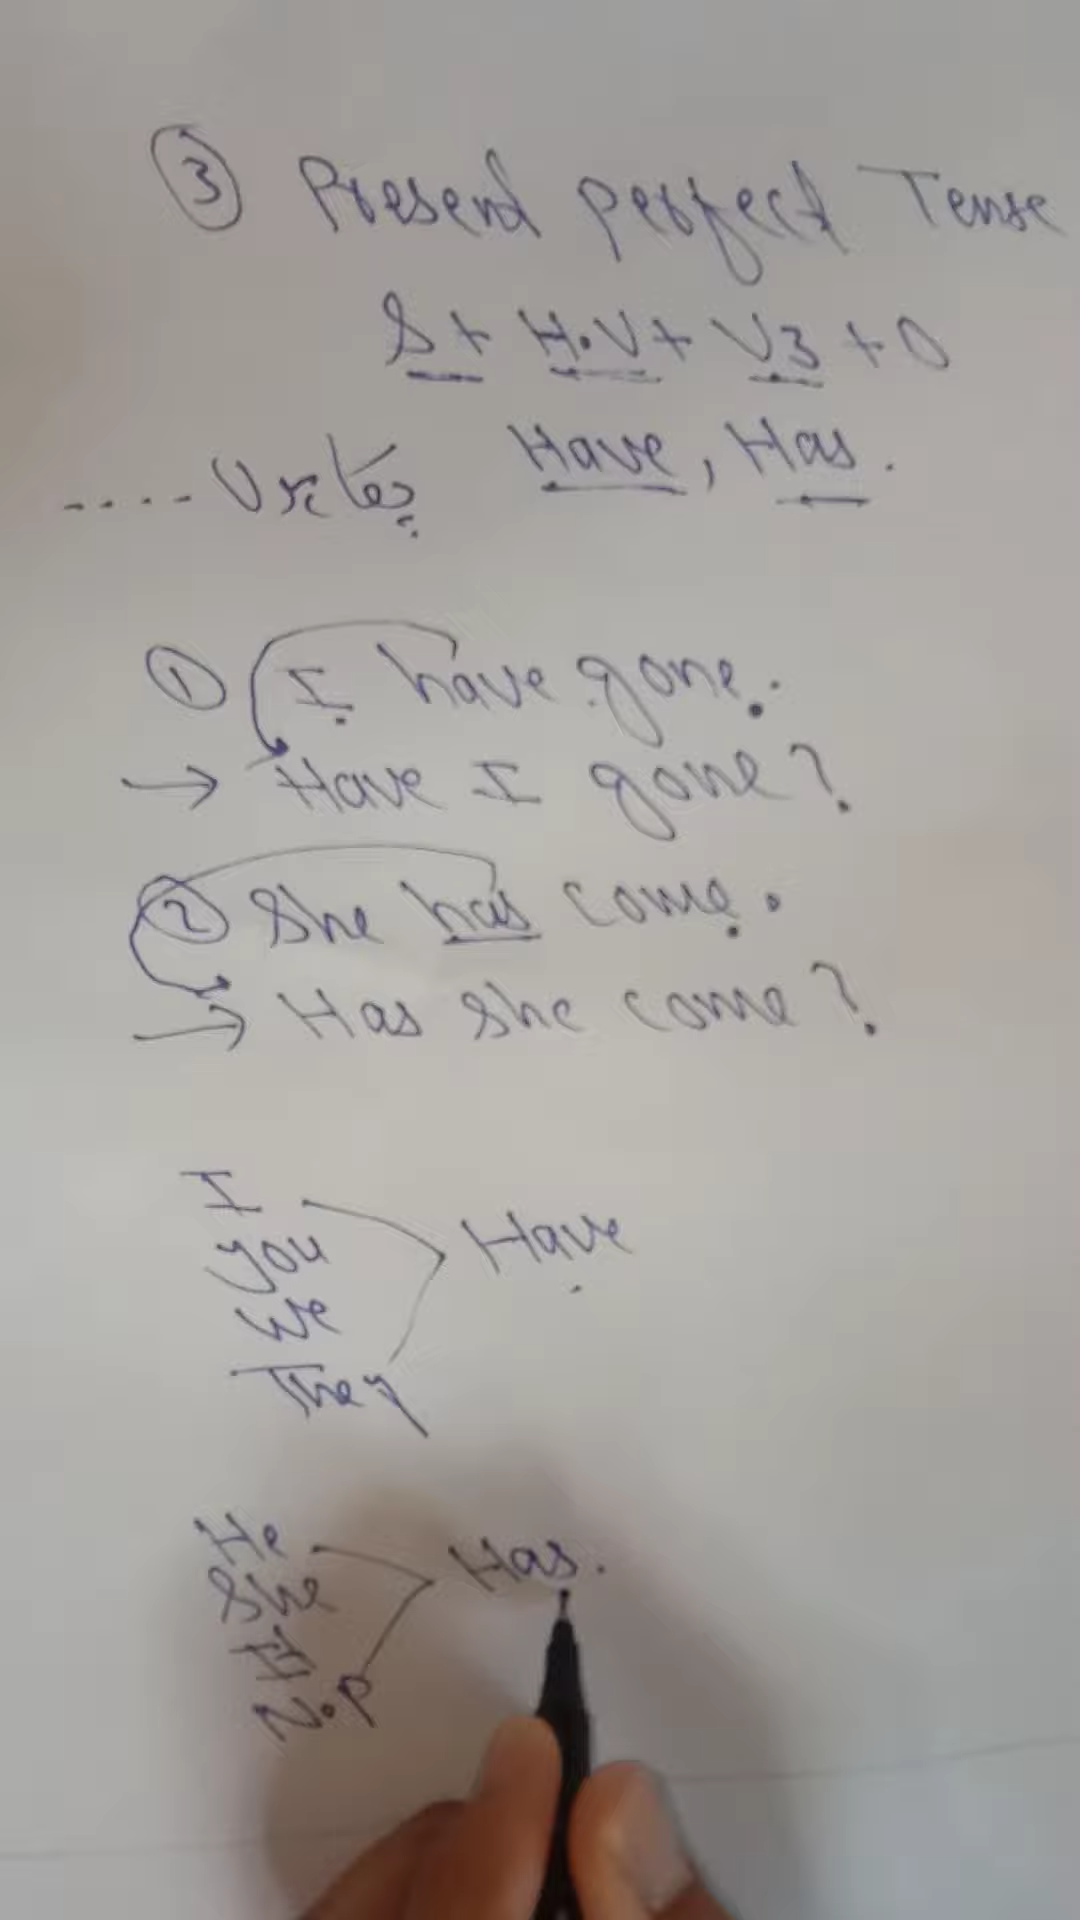 ③ Present perfect Tense
S + H.V + V3 + O
Have, Has.
① I have gone.
→ Have I gone?
② She has come.
→ Has she come?
I
you
we
They
Have
He
She
It
N.P
Has.